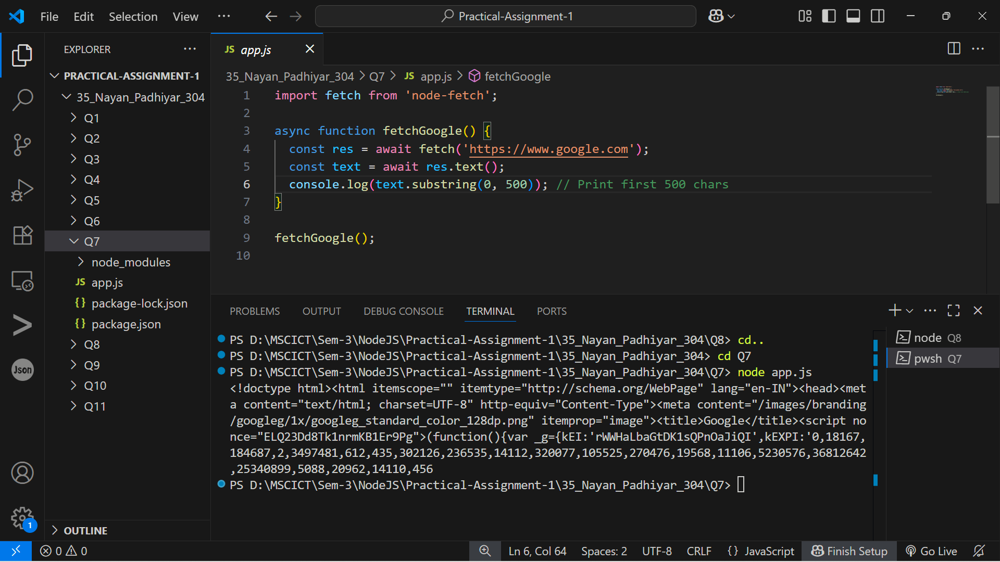 File Edit Selection View ··· Practical-Assignment-1
EXPLORER
PRACTICAL-ASSIGNMENT-1
35_Nayan_Padhiyar_304
Q1
Q2
Q3
Q4
Q5
Q6
Q7
node_modules
JS app.js
{} package-lock.json
{} package.json
Q8
Q9
Q10
Q11
OUTLINE
Json
1
JS app.js
35_Nayan_Padhiyar_304 > Q7 > JS app.js > fetchGoogle
1 import fetch from 'node-fetch';
2
3 async function fetchGoogle() {
4 const res = await fetch('https://www.google.com');
5 const text = await res.text();
6 console.log(text.substring(0, 500)); // Print first 500 chars
7 }
8
9 fetchGoogle();
10
PROBLEMS OUTPUT DEBUG CONSOLE TERMINAL PORTS
PS D:\MSCICT\Sem-3\NodeJS\Practical-Assignment-1\35_Nayan_Padhiyar_304\Q8> cd..
PS D:\MSCICT\Sem-3\NodeJS\Practical-Assignment-1\35_Nayan_Padhiyar_304> cd Q7
PS D:\MSCICT\Sem-3\NodeJS\Practical-Assignment-1\35_Nayan_Padhiyar_304\Q7> node app.js
<!doctype html><html itemscope="" itemtype="http://schema.org/WebPage" lang="en-IN"><head><met
a content="text/html; charset=UTF-8" http-equiv="Content-Type"><meta content="/images/branding
/googleg/1x/googleg_standard_color_128dp.png" itemprop="image"><title>Google</title><script no
nce="ELQ23Dd8Tk1nrmKB1Er9Pg">(function(){var _g={kEI:'rWWHaLbaGtDK1sQPnOaJiQI',kEXPI:'0,18167,
184687,2,3497481,612,435,302126,236535,14112,320077,105525,270476,19568,11106,5230576,36812642
,25340899,5088,20962,14110,456
PS D:\MSCICT\Sem-3\NodeJS\Practical-Assignment-1\35_Nayan_Padhiyar_304\Q7>
node Q8
pwsh Q7
0 0 Ln 6, Col 64 Spaces: 2 UTF-8 CRLF {} JavaScript Finish Setup Go Live